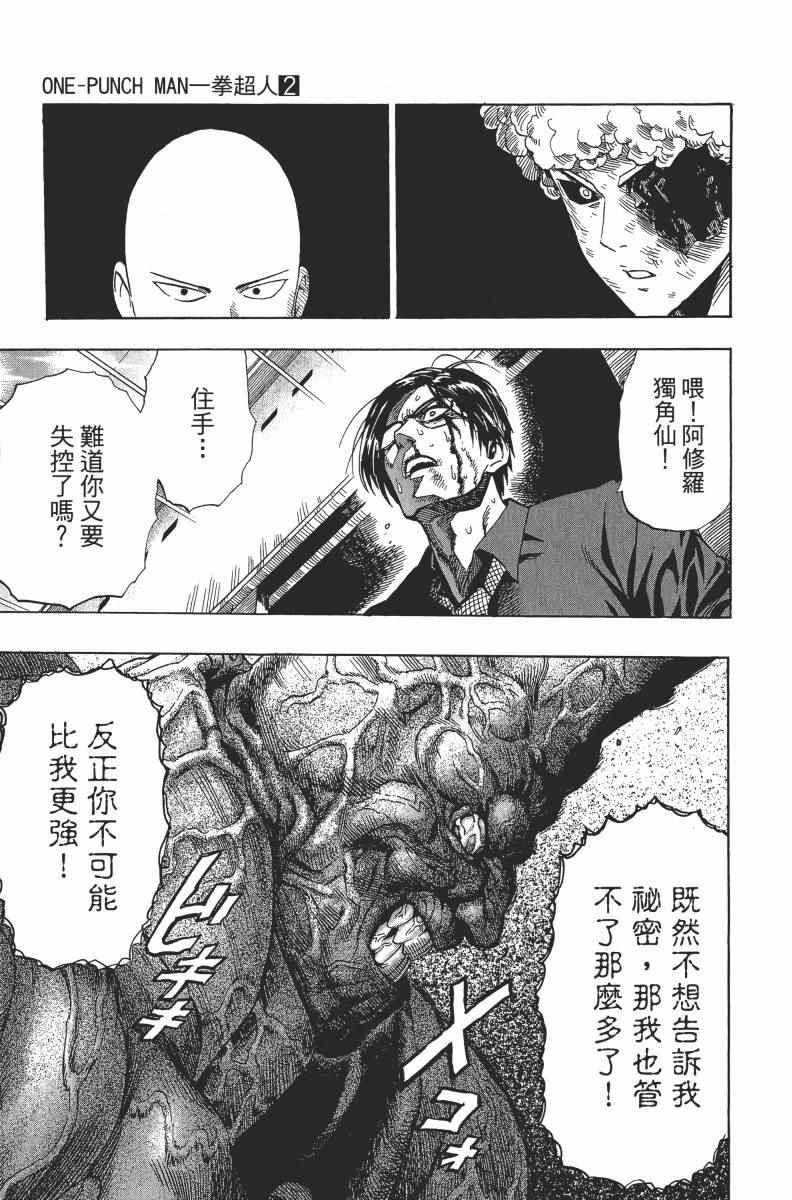 ONE-PUNCH MAN一拳超人2
喂！阿修羅
獨角仙！
住手…
難道你又要
失控了嗎？
既然不想告訴我
祕密，那我也管
不了那麼多了！
メコ
ビキキ
反正你不可能
比我更強！